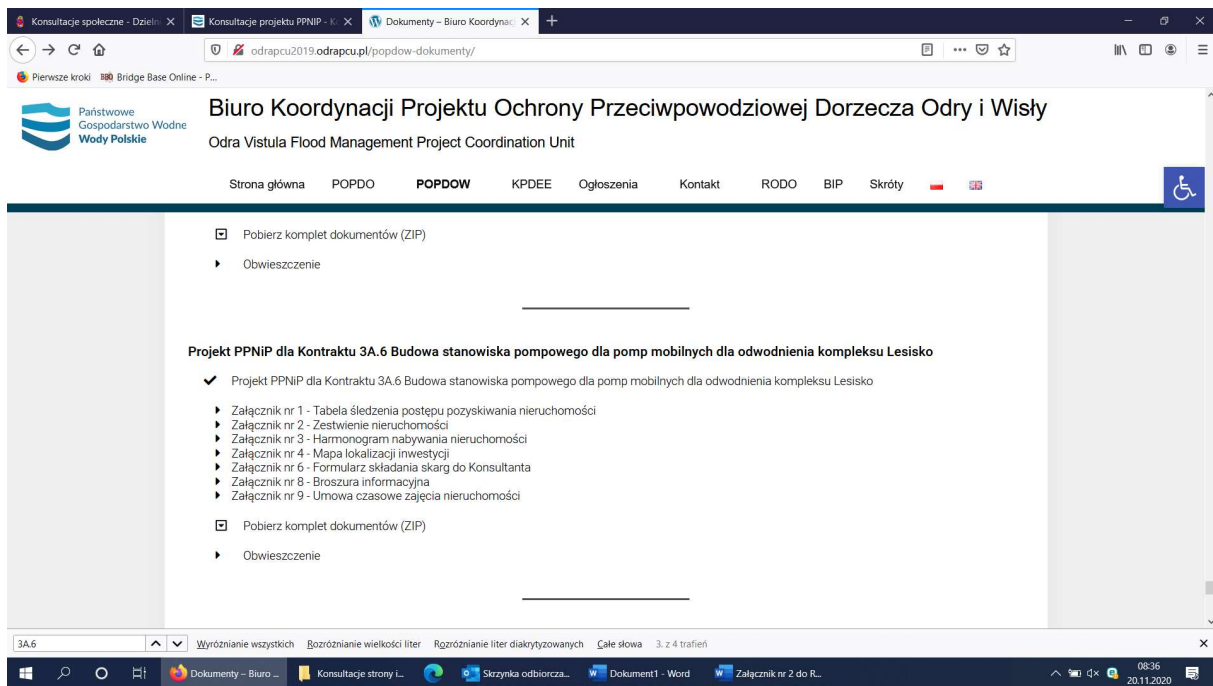 Konsultacje społeczne - Dzieln
Konsultacje projektu PPNIP - K
Dokumenty – Biuro Koordynacj
odrapcu2019.odrapcu.pl/popdow-dokumenty/
Pierwsze kroki
BBO
Bridge Base Online - P...
Państwowe
Gospodarstwo Wodne
Wody Polskie
Biuro Koordynacji Projektu Ochrony Przeciwpowodziowej Dorzecza Odry i Wisły
Odra Vistula Flood Management Project Coordination Unit
Strona główna POPDO POPDOW KPDEE Ogłoszenia Kontakt RODO BIP Skróty
Pobierz komplet dokumentów (ZIP)
Obwieszczenie
Projekt PPNiP dla Kontraktu 3A.6 Budowa stanowiska pompowego dla pomp mobilnych dla odwodnienia kompleksu Lesisko
Projekt PPNiP dla Kontraktu 3A.6 Budowa stanowiska pompowego dla pomp mobilnych dla odwodnienia kompleksu Lesisko
Załącznik nr 1 - Tabela śledzenia postępu pozyskiwania nieruchomości
Załącznik nr 2 - Zestwienie nieruchomości
Załącznik nr 3 - Harmonogram nabywania nieruchomości
Załącznik nr 4 - Mapa lokalizacji inwestycji
Załącznik nr 6 - Formularz składania skarg do Konsultanta
Załącznik nr 8 - Broszura informacyjna
Załącznik nr 9 - Umowa czasowe zajęcia nieruchomości
Pobierz komplet dokumentów (ZIP)
Obwieszczenie
3A.6 Wyróżnianie wszystkich Rozróżnianie wielkości liter Rozróżnianie liter diakrytyzowanych Całe słowa 3. z 4 trafień
Dokumenty – Biuro ... Konsultacje strony i... Skrzynka odbiorcza... Dokument1 - Word Załącznik nr 2 do R...
08:36
20.11.2020